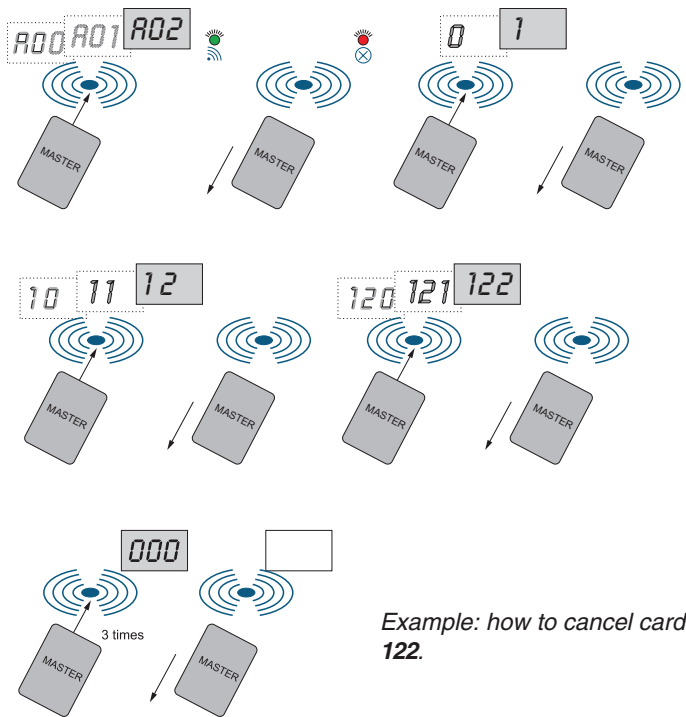 A00 A01 A02
0 1
MASTER MASTER MASTER MASTER
10 11 12
120 121 122
MASTER MASTER MASTER MASTER
000
3 times
MASTER MASTER
Example: how to cancel card
122.